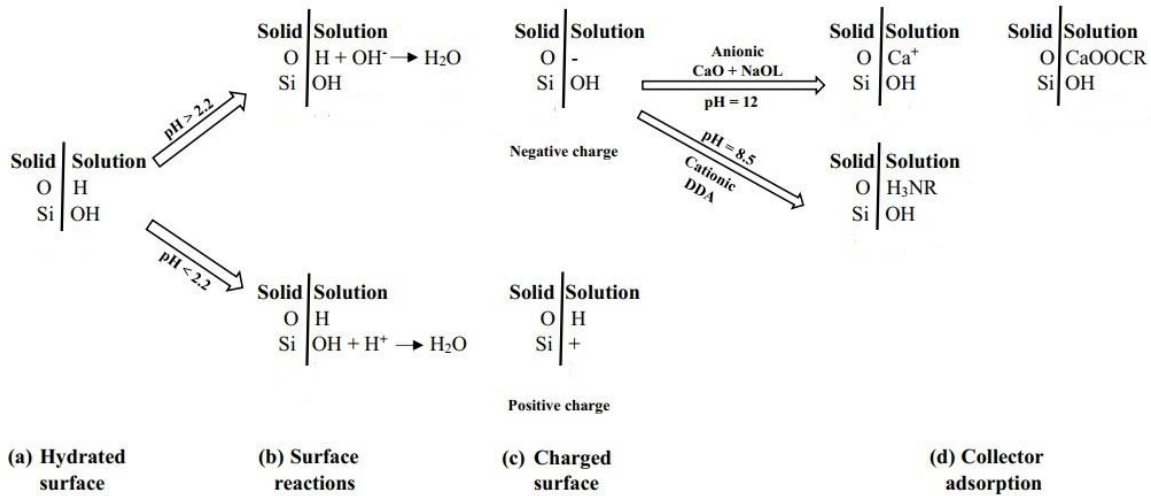 Solid Solution
O H
Si OH
pH > 2.2
pH < 2.2
Solid Solution
O H + OH⁻ → H₂O
Si OH
Solid Solution
O H
Si OH + H⁺ → H₂O
Solid Solution
O -
Si OH
Negative charge
Solid Solution
O H
Si +
Positive charge
Anionic
CaO + NaOL
pH = 12
pH = 8.5
Cationic
DDA
Solid Solution
O Ca⁺
Si OH
Solid Solution
O CaOOCR
Si OH
Solid Solution
O H₃NR
Si OH
(a) Hydrated
surface
(b) Surface
reactions
(c) Charged
surface
(d) Collector
adsorption